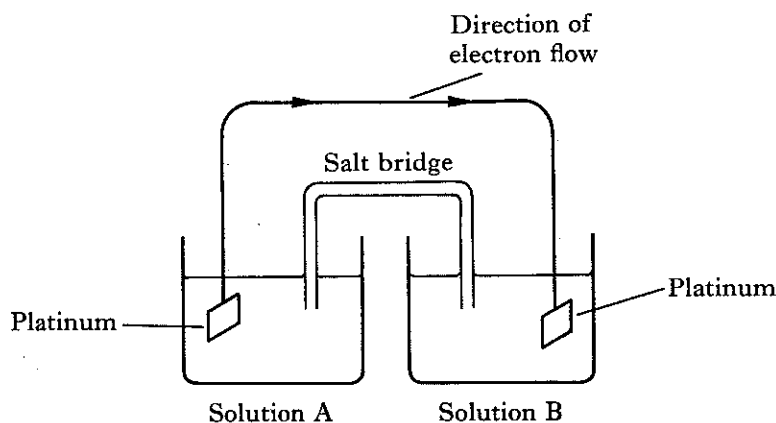 Direction of
electron flow
Salt bridge
Platinum
Platinum
Solution A
Solution B